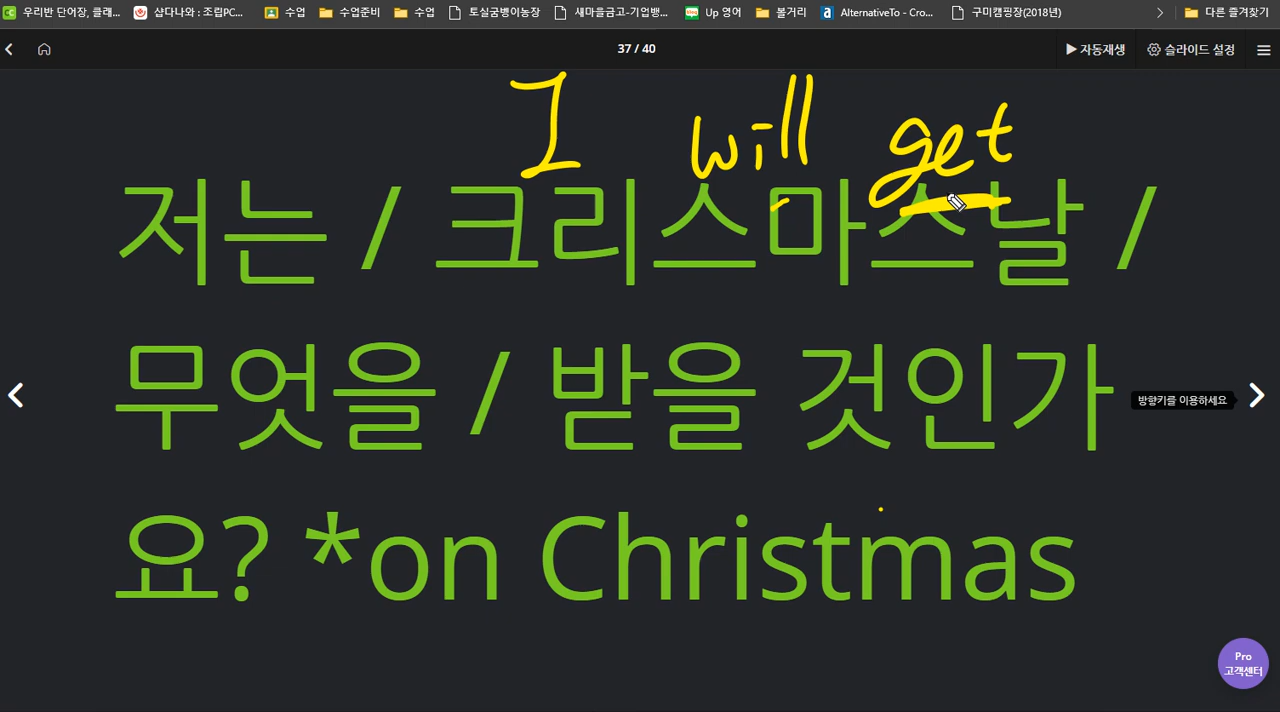 우리반 단어장, 클래... 샵다나와 : 조립PC... 수업 수업준비 수업 토실굼벵이농장 새마을금고-기업뱅... Up 영어 볼거리 AlternativeTo - Cro... 구미캠핑장(2018년) 다른 즐겨찾기
37 / 40 자동재생 슬라이드 설정
I will get
저는 / 크리스마스날 /
무엇을 / 받을 것인가
방향키를 이용하세요
요? *on Christmas
Pro
고객센터